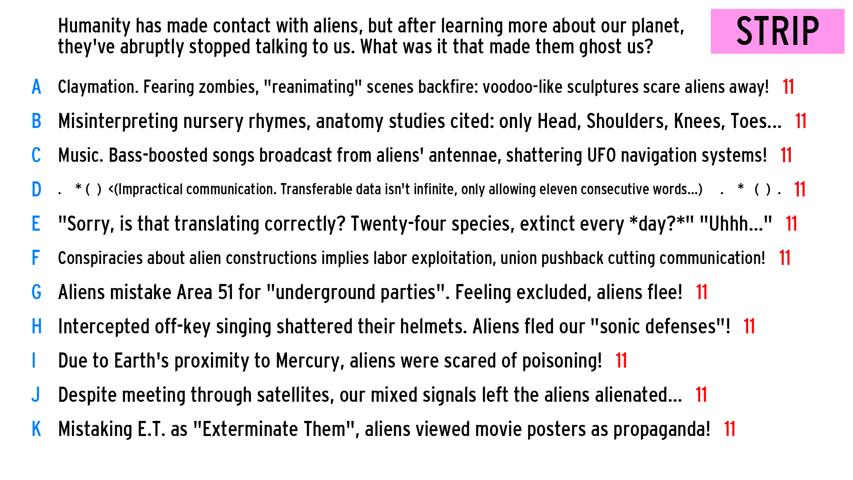 Humanity has made contact with aliens, but after learning more about our planet,
they've abruptly stopped talking to us. What was it that made them ghost us?
STRIP
A Claymation. Fearing zombies, "reanimating" scenes backfire: voodoo-like sculptures scare aliens away! 11
B Misinterpreting nursery rhymes, anatomy studies cited: only Head, Shoulders, Knees, Toes... 11
C Music. Bass-boosted songs broadcast from aliens' antennae, shattering UFO navigation systems! 11
D . * ( ) <(Impractical communication. Transferable data isn't infinite, only allowing eleven consecutive words...) . * ( ) . 11
E "Sorry, is that translating correctly? Twenty-four species, extinct every *day?*" "Uhhh..." 11
F Conspiracies about alien constructions implies labor exploitation, union pushback cutting communication! 11
G Aliens mistake Area 51 for "underground parties". Feeling excluded, aliens flee! 11
H Intercepted off-key singing shattered their helmets. Aliens fled our "sonic defenses"! 11
I Due to Earth's proximity to Mercury, aliens were scared of poisoning! 11
J Despite meeting through satellites, our mixed signals left the aliens alienated... 11
K Mistaking E.T. as "Exterminate Them", aliens viewed movie posters as propaganda! 11